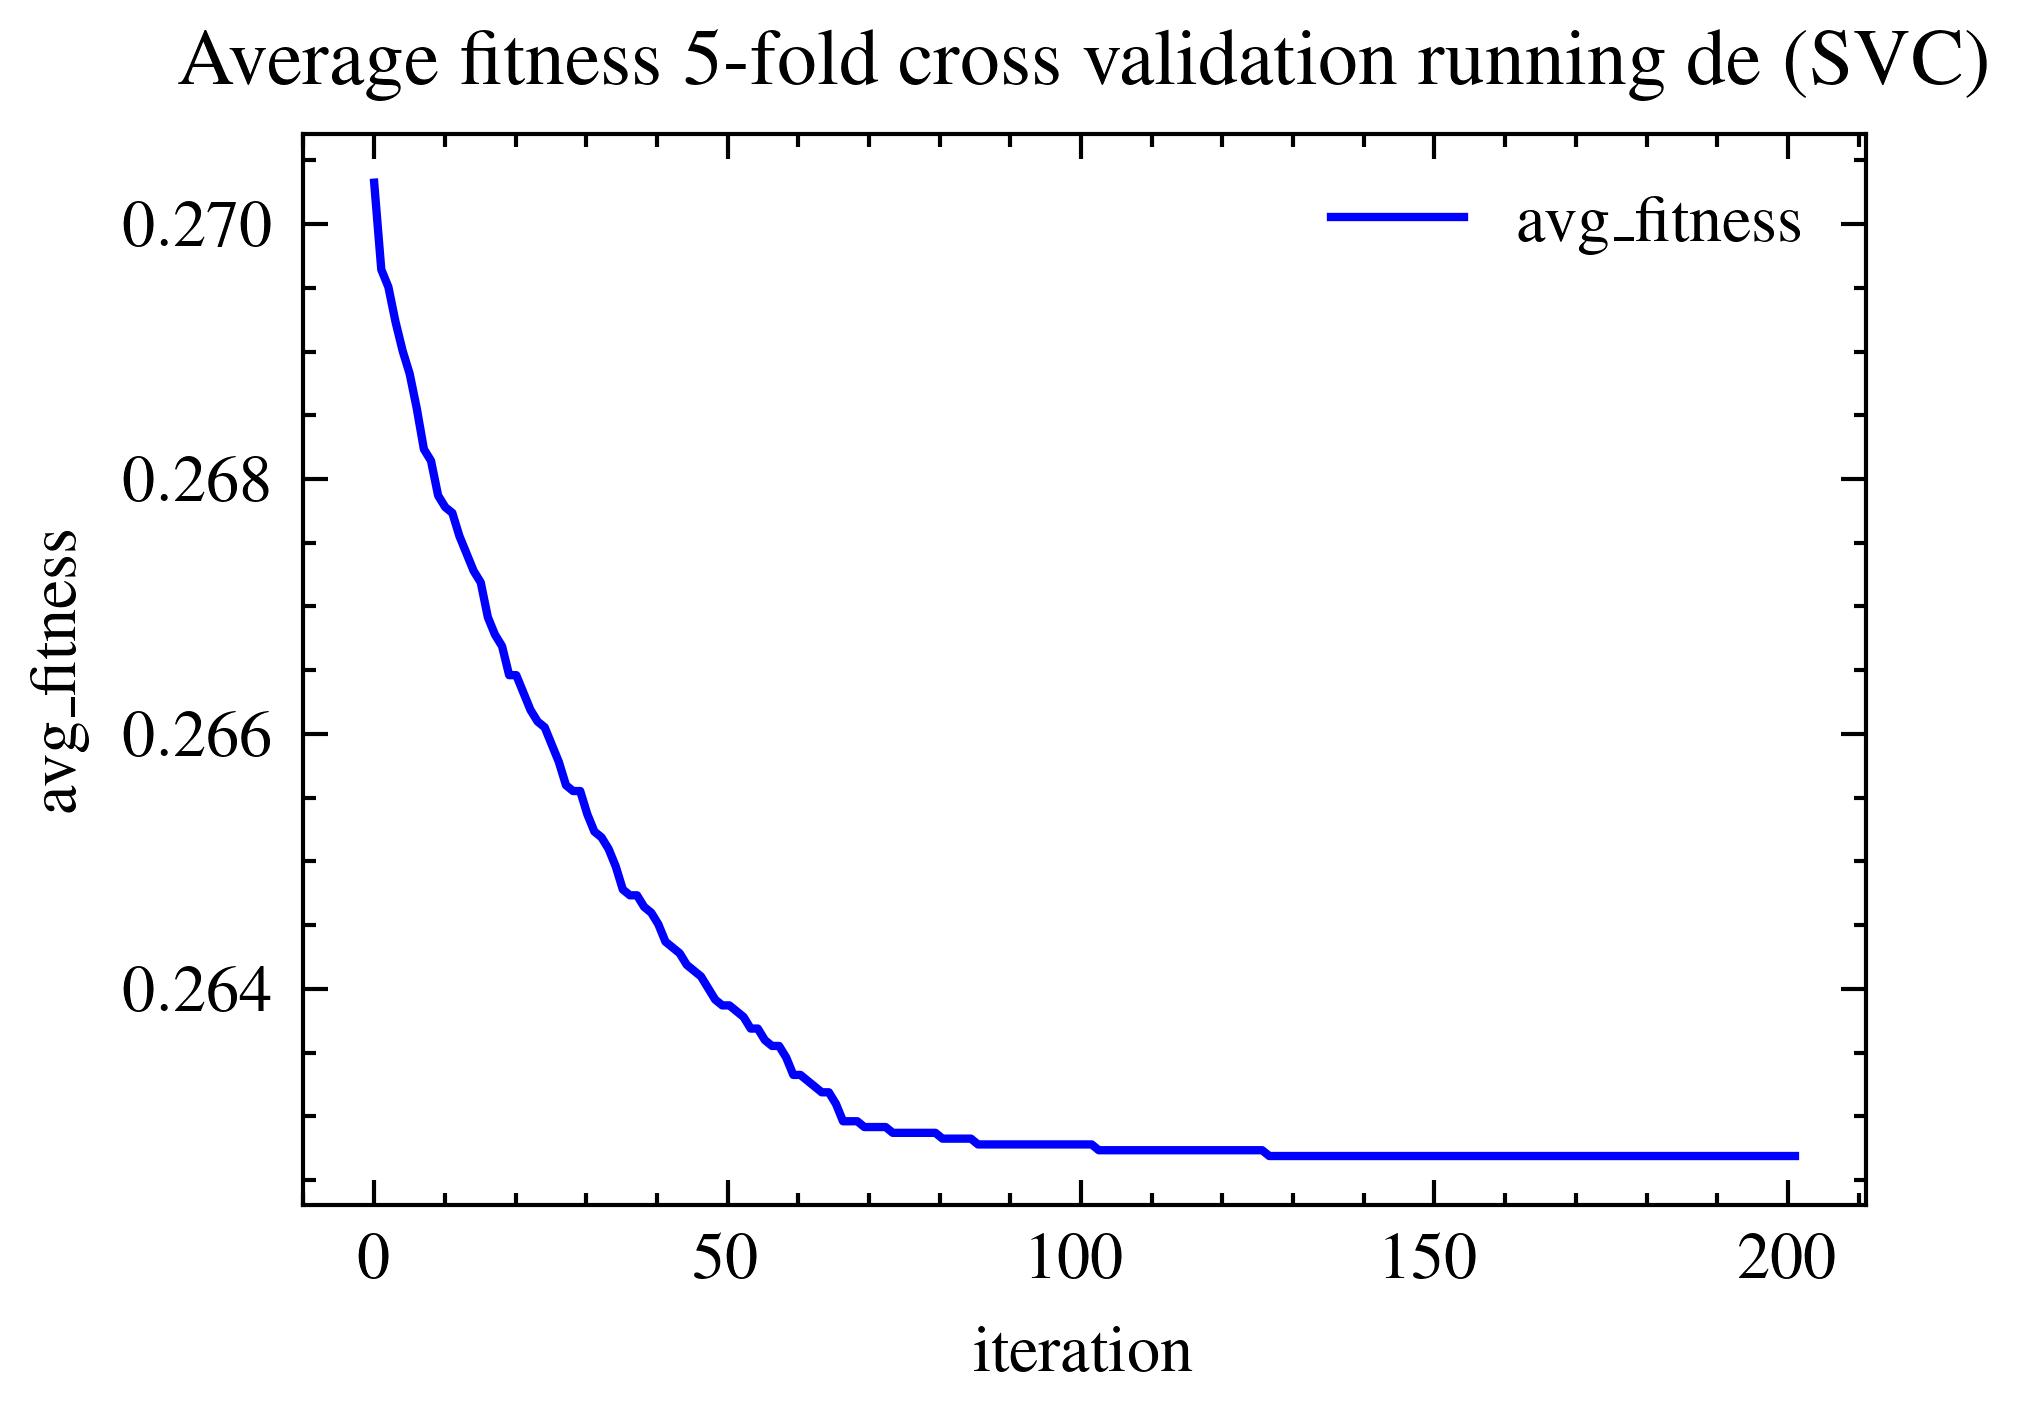 Average fitness 5-fold cross validation running de (SVC)
avg_fitness
0.270
0.268
0.266
0.264
avg_fitness
0 50 100 150 200
iteration